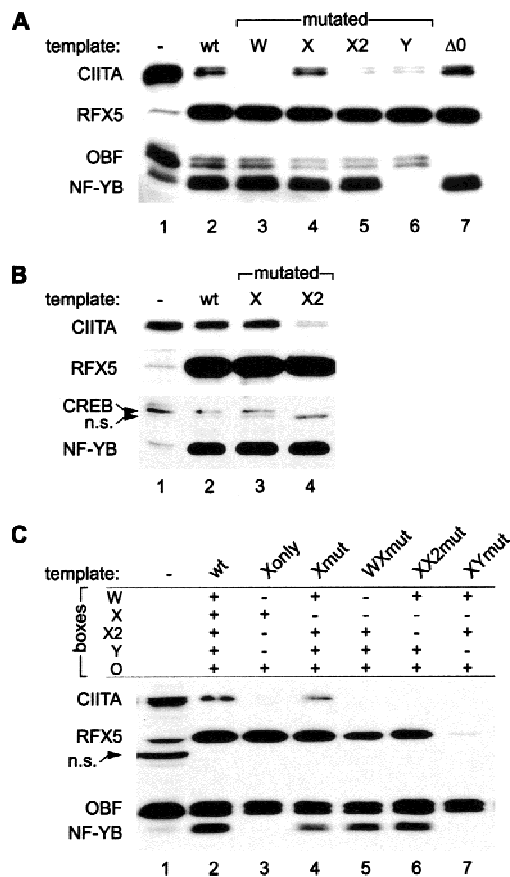 A
mutated
template: - wt W X X2 Y Δ0
CIITA
RFX5
OBF
NF-YB
1 2 3 4 5 6 7
B
mutated
template: - wt X X2
CIITA
RFX5
CREB
n.s.
NF-YB
1 2 3 4
C
template: - wt Xonly Xmut WXmut XX2mut XYmut
boxes
W + - + - + +
X + + - - - -
X2 + - + + - +
Y + - + + + -
O + + + + + +
CIITA
RFX5
n.s.
OBF
NF-YB
1 2 3 4 5 6 7